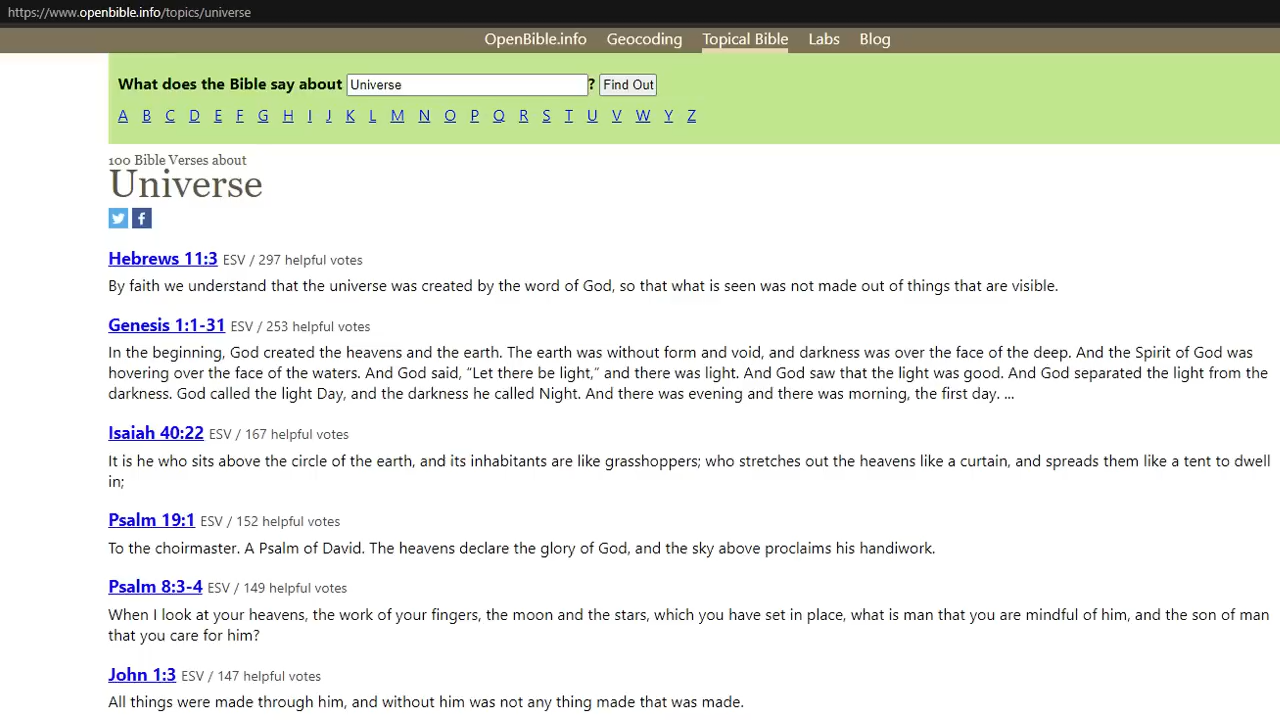 https://www.openbible.info/topics/universe
OpenBible.info Geocoding Topical Bible Labs Blog
What does the Bible say about Universe ? Find Out
A B C D E F G H I J K L M N O P Q R S T U V W Y Z
100 Bible Verses about
Universe
Hebrews 11:3 ESV / 297 helpful votes
By faith we understand that the universe was created by the word of God, so that what is seen was not made out of things that are visible.
Genesis 1:1-31 ESV / 253 helpful votes
In the beginning, God created the heavens and the earth. The earth was without form and void, and darkness was over the face of the deep. And the Spirit of God was
hovering over the face of the waters. And God said, “Let there be light,” and there was light. And God saw that the light was good. And God separated the light from the
darkness. God called the light Day, and the darkness he called Night. And there was evening and there was morning, the first day. ...
Isaiah 40:22 ESV / 167 helpful votes
It is he who sits above the circle of the earth, and its inhabitants are like grasshoppers; who stretches out the heavens like a curtain, and spreads them like a tent to dwell
in;
Psalm 19:1 ESV / 152 helpful votes
To the choirmaster. A Psalm of David. The heavens declare the glory of God, and the sky above proclaims his handiwork.
Psalm 8:3-4 ESV / 149 helpful votes
When I look at your heavens, the work of your fingers, the moon and the stars, which you have set in place, what is man that you are mindful of him, and the son of man
that you care for him?
John 1:3 ESV / 147 helpful votes
All things were made through him, and without him was not any thing made that was made.